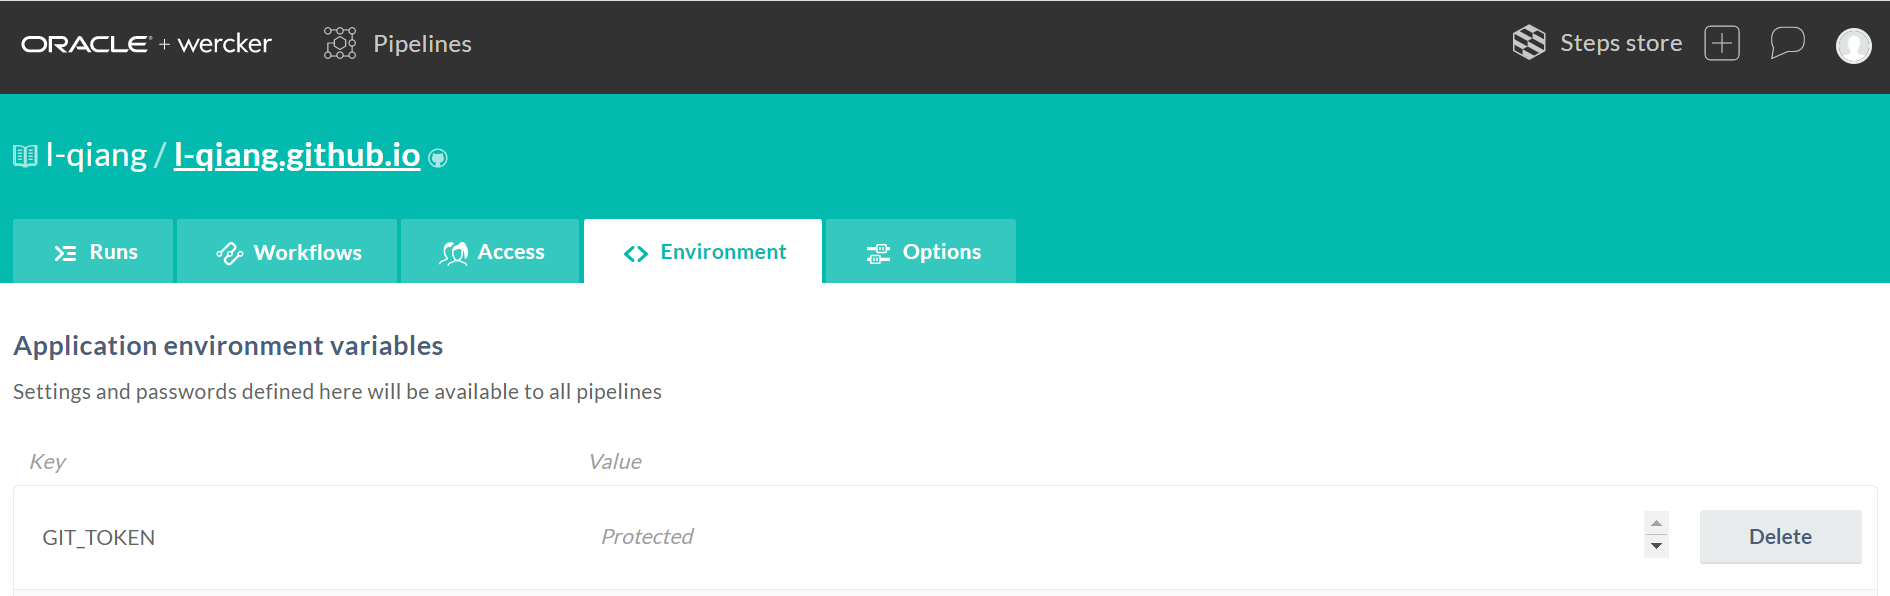 ORACLE® + wercker Pipelines Steps store
l-qiang / l-qiang.github.io
Runs Workflows Access Environment Options
Application environment variables
Settings and passwords defined here will be available to all pipelines
Key Value
GIT_TOKEN Protected Delete